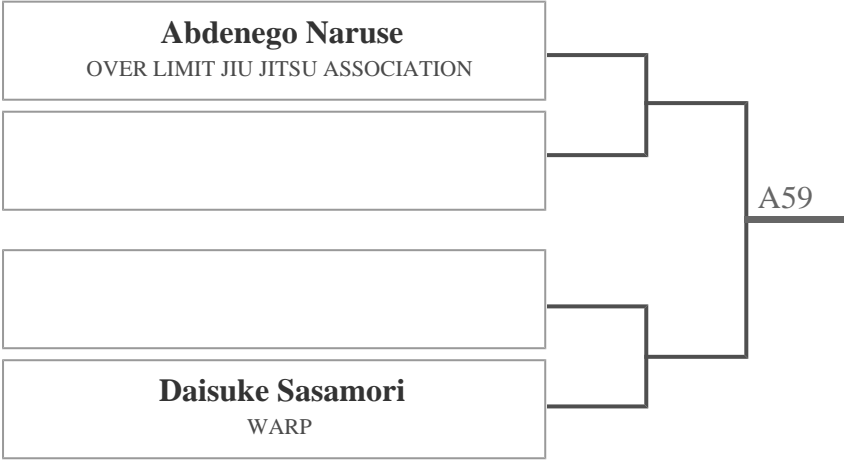 Abdenego Naruse
OVER LIMIT JIU JITSU ASSOCIATION
A59
Daisuke Sasamori
WARP